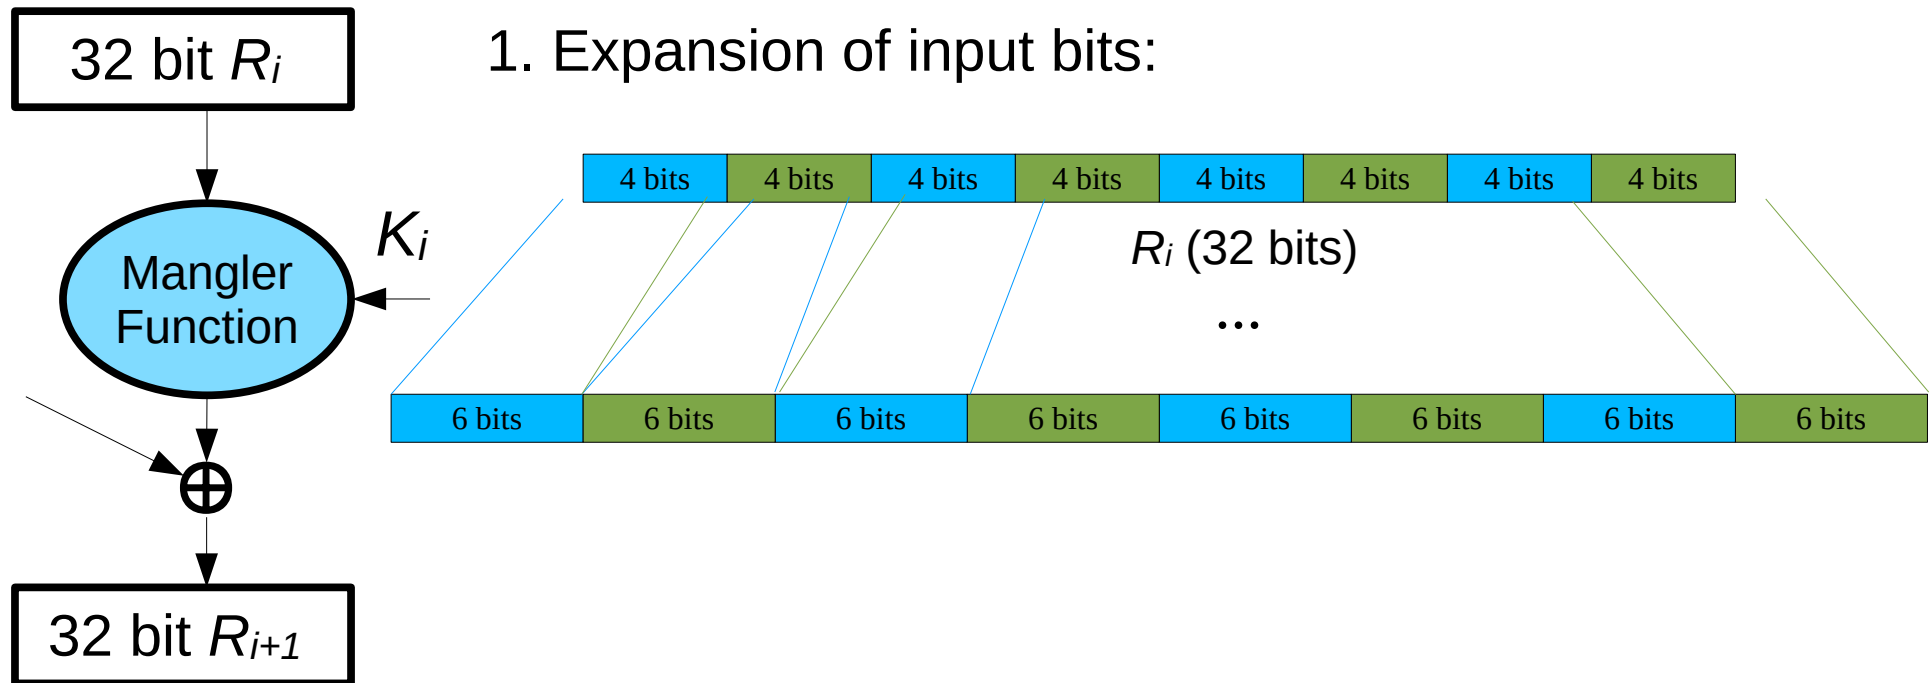 32 bit Ri
1. Expansion of input bits:
4 bits 4 bits 4 bits 4 bits 4 bits 4 bits 4 bits 4 bits
Ki
Ri (32 bits)
Mangler
Function
...
6 bits 6 bits 6 bits 6 bits 6 bits 6 bits 6 bits 6 bits
32 bit Ri+1